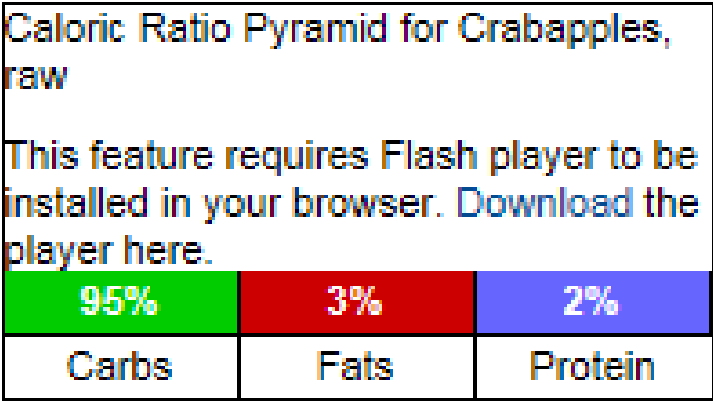 Caloric Ratio Pyramid for Crabapples,
raw
This feature requires Flash player to be
installed in your browser. Download the
player here.
95% 3% 2%
Carbs Fats Protein